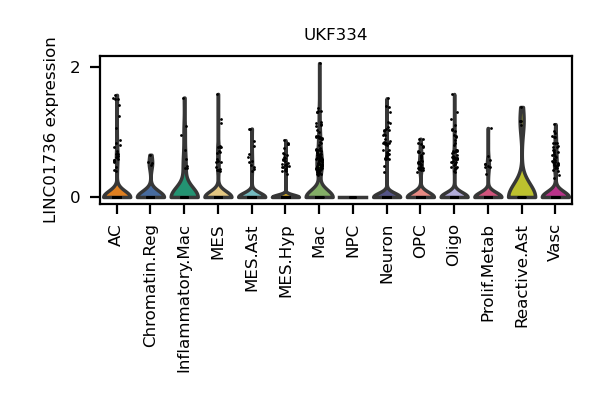 UKF334
LINC01736 expression
2
0
AC
Chromatin.Reg
Inflammatory.Mac
MES
MES.Ast
MES.Hyp
Mac
NPC
Neuron
OPC
Oligo
Prolif.Metab
Reactive.Ast
Vasc